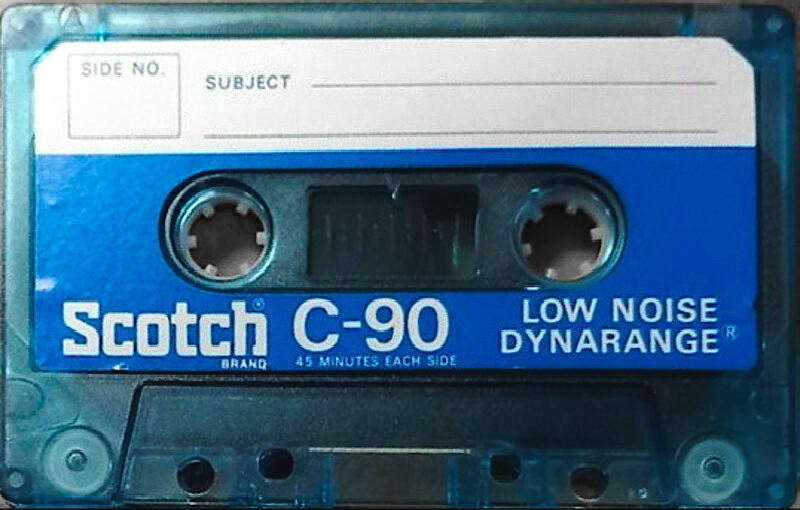 A
SIDE NO.
SUBJECT
Scotch® C-90 LOW NOISE
BRAND 45 MINUTES EACH SIDE DYNARANGE®